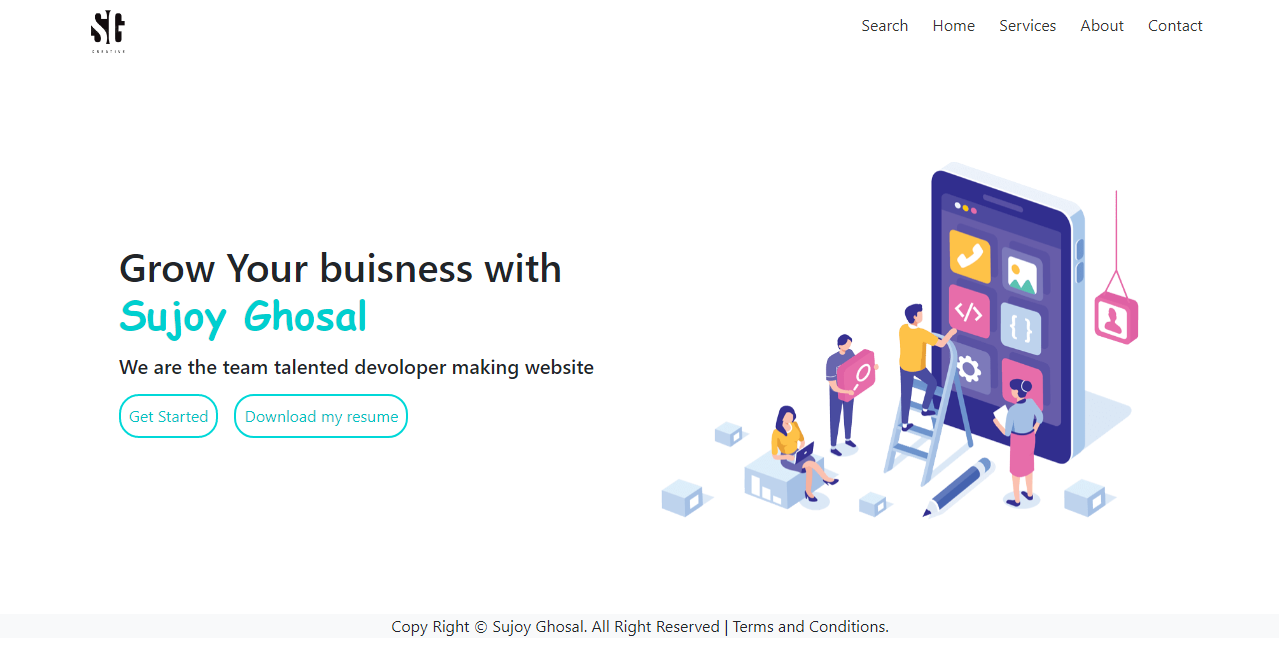 SG
CREATIVE
Search Home Services About Contact
Grow Your buisness with
Sujoy Ghosal
We are the team talented devoloper making website
Get Started Download my resume
Copy Right © Sujoy Ghosal. All Right Reserved | Terms and Conditions.